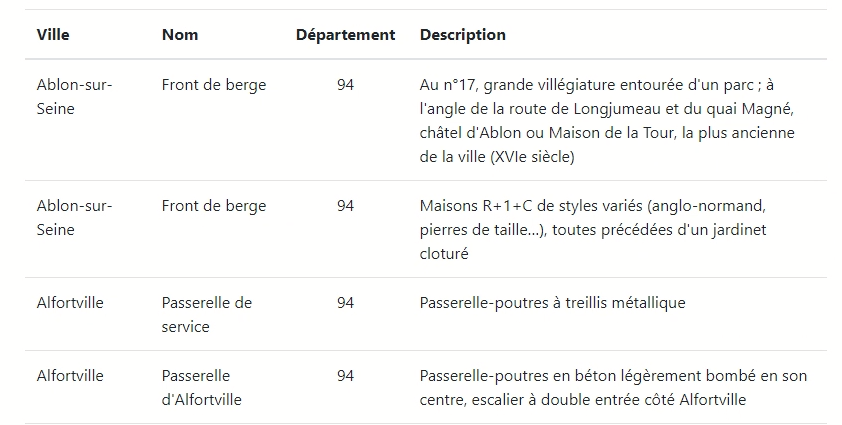 Ville Nom Département Description
Ablon-sur- Front de berge 94 Au n°17, grande villégiature entourée d'un parc ; à
Seine l'angle de la route de Longjumeau et du quai Magné,
châtel d'Ablon ou Maison de la Tour, la plus ancienne
de la ville (XVIe siècle)
Ablon-sur- Front de berge 94 Maisons R+1+C de styles variés (anglo-normand,
Seine pierres de taille...), toutes précédées d'un jardinet
cloturé
Alfortville Passerelle de 94 Passerelle-poutres à treillis métallique
service
Alfortville Passerelle 94 Passerelle-poutres en béton légèrement bombé en son
d'Alfortville centre, escalier à double entrée côté Alfortville